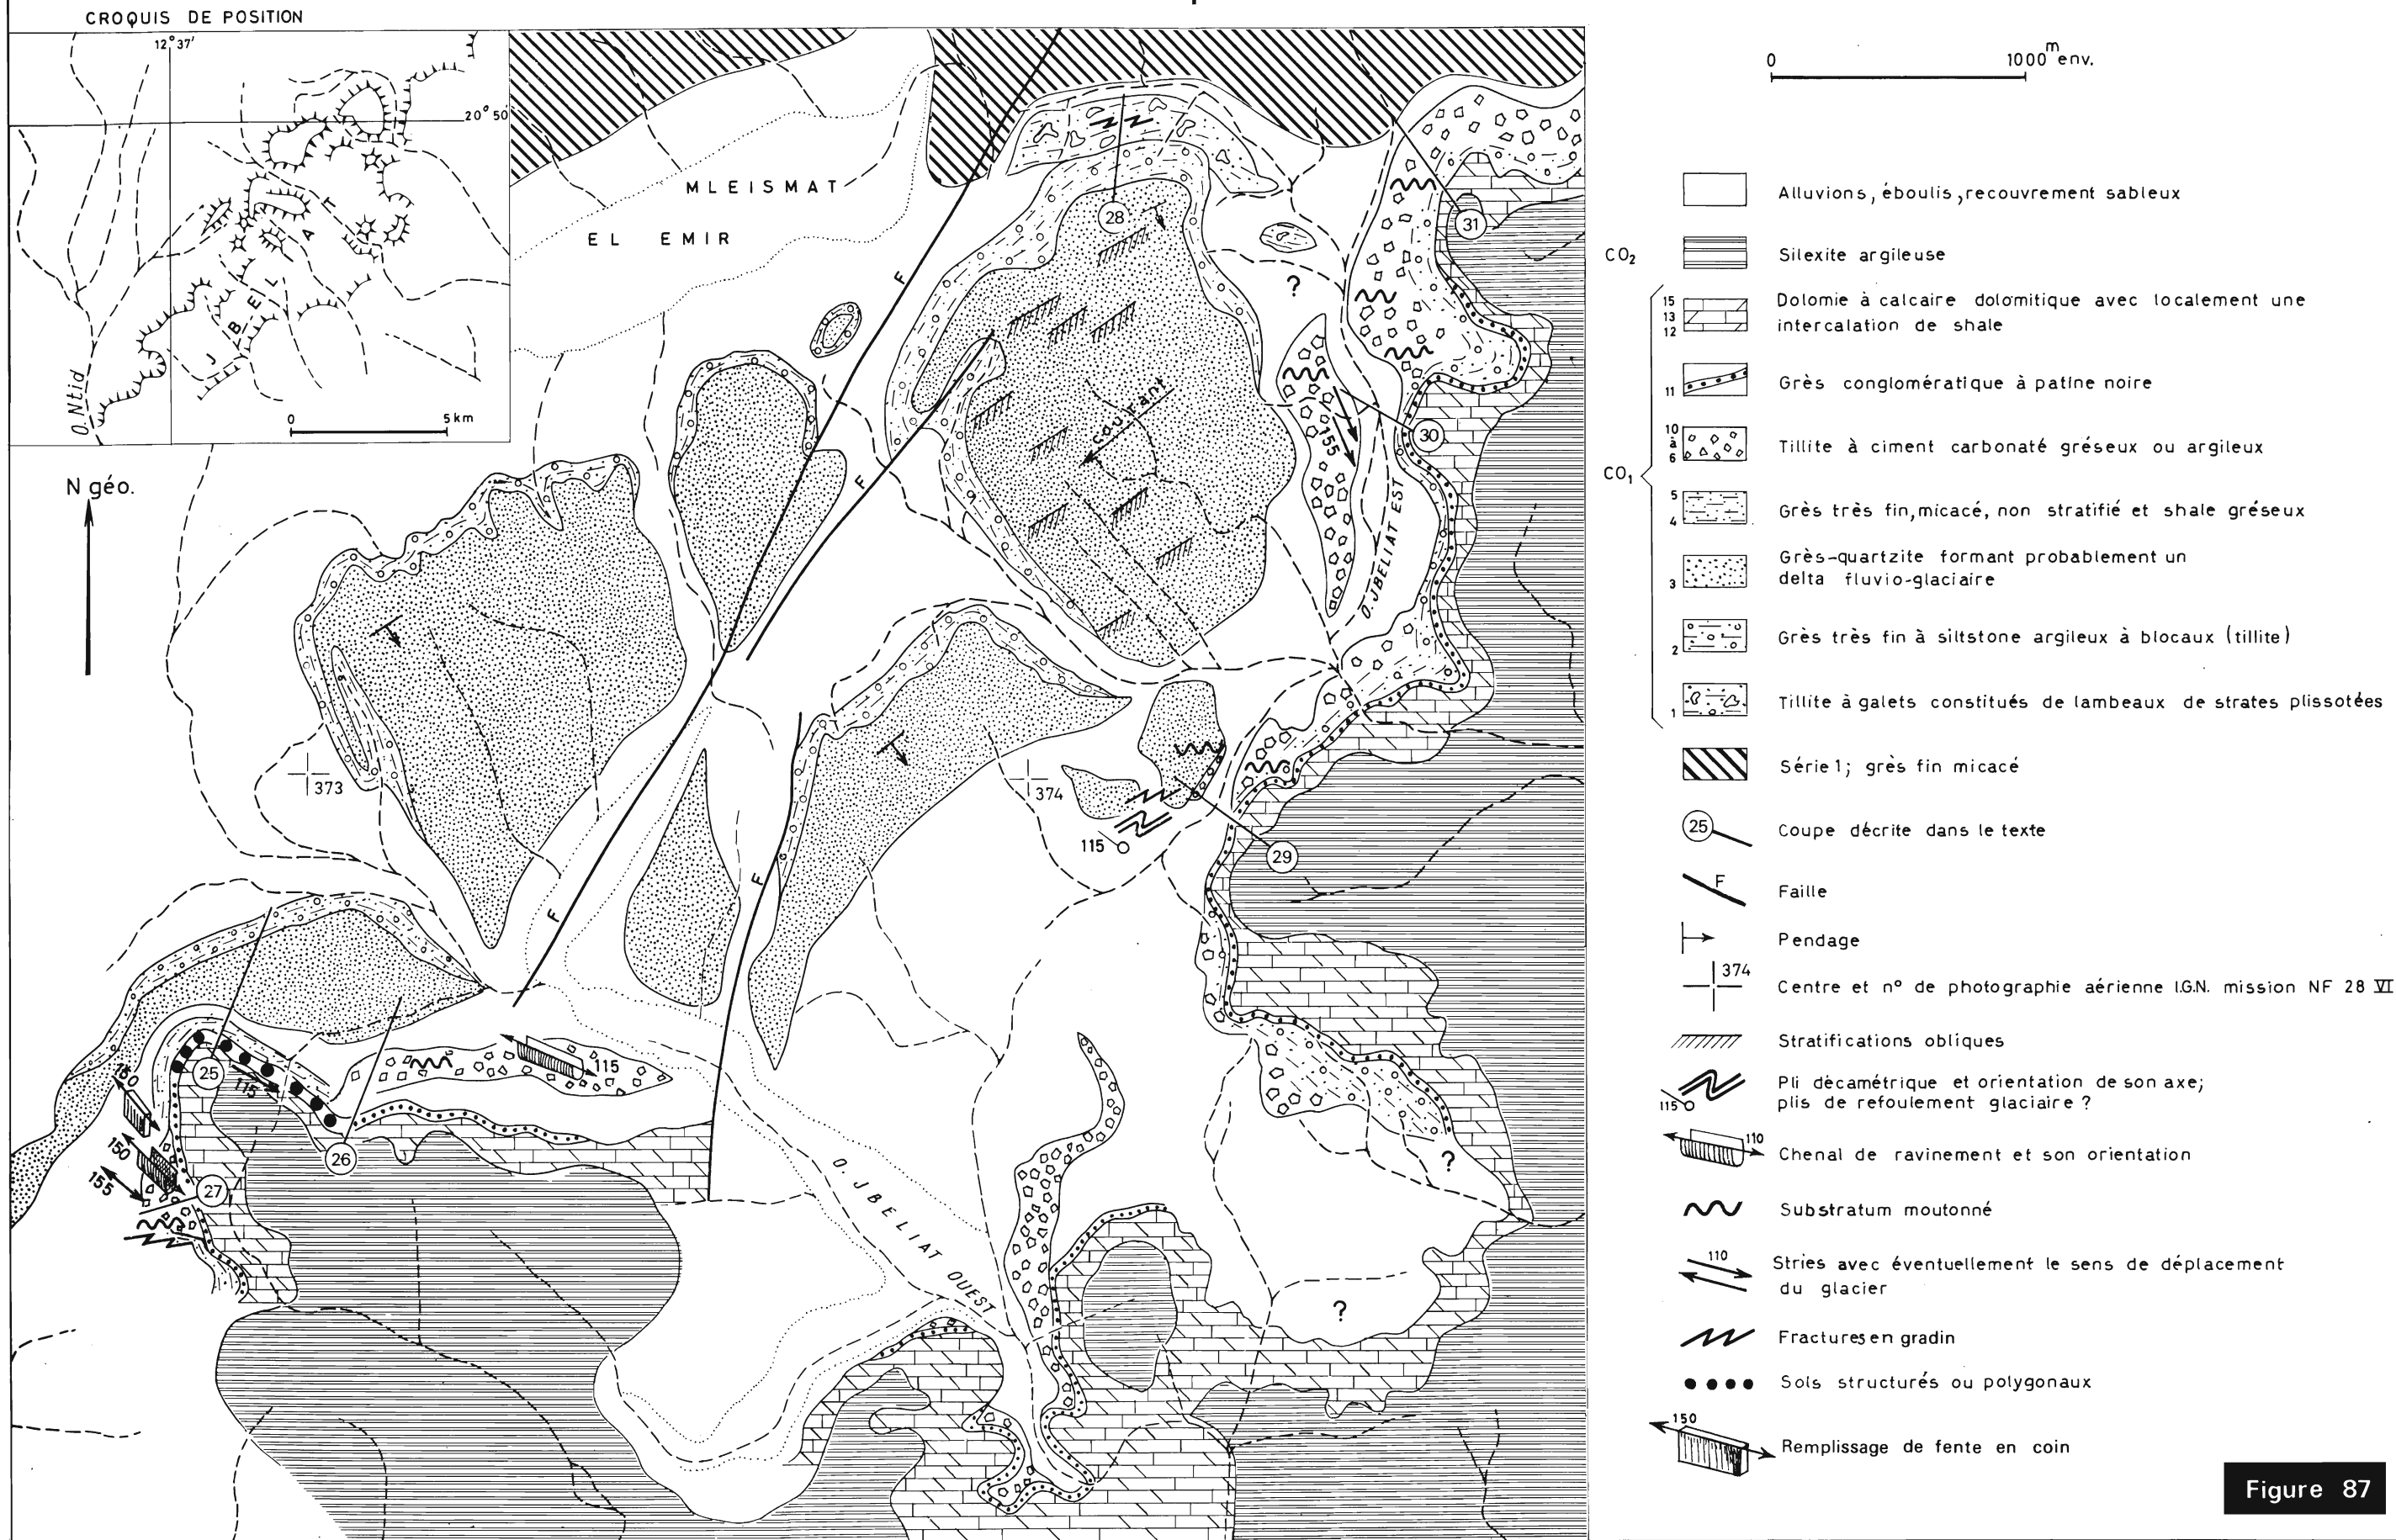 CROQUIS DE POSITION
12°37'
20°50
O. Ntid
JBEL IAT
0 5 km
N géo.
MLEISMAT
EL EMIR
F
F
F
F
courant
28
31
30
29
25
26
27
?
?
?
155
O. JBELIAT EST
373
374
115
115
115
160
150
155
O. JBELIAT OUEST
0 1000 m env.
Alluvions, éboulis, recouvrement sableux
CO2
Silexite argileuse
CO1
15
13
12
Dolomie à calcaire dolomitique avec localement une
intercalation de shale
11
Grès conglomératique à patine noire
10
à
6
Tillite à ciment carbonaté gréseux ou argileux
5
4
Grès très fin, micacé, non stratifié et shale gréseux
3
Grès-quartzite formant probablement un
delta fluvio-glaciaire
2
Grès très fin à siltstone argileux à blocaux (tillite)
1
Tillite à galets constitués de lambeaux de strates plissotées
Série 1; grès fin micacé
25
Coupe décrite dans le texte
F
Faille
Pendage
374
Centre et n° de photographie aérienne I.G.N. mission NF 28 VI
Stratifications obliques
115
Pli décamétrique et orientation de son axe;
plis de refoulement glaciaire ?
110
Chenal de ravinement et son orientation
Substratum moutonné
110
Stries avec éventuellement le sens de déplacement
du glacier
Fractures en gradin
Sols structurés ou polygonaux
150
Remplissage de fente en coin
Figure 87